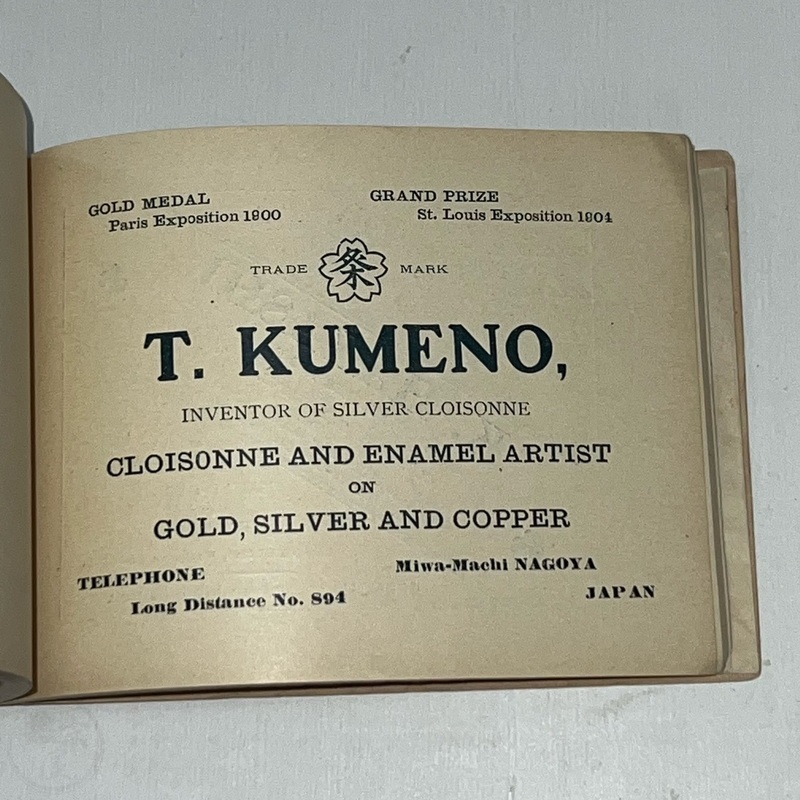 GOLD MEDAL
Paris Exposition 1900
GRAND PRIZE
St. Louis Exposition 1904
TRADE 粂 MARK
T. KUMENO,
INVENTOR OF SILVER CLOISONNE
CLOISONNE AND ENAMEL ARTIST
ON
GOLD, SILVER AND COPPER
TELEPHONE
Long Distance No. 894
Miwa-Machi NAGOYA
JAPAN